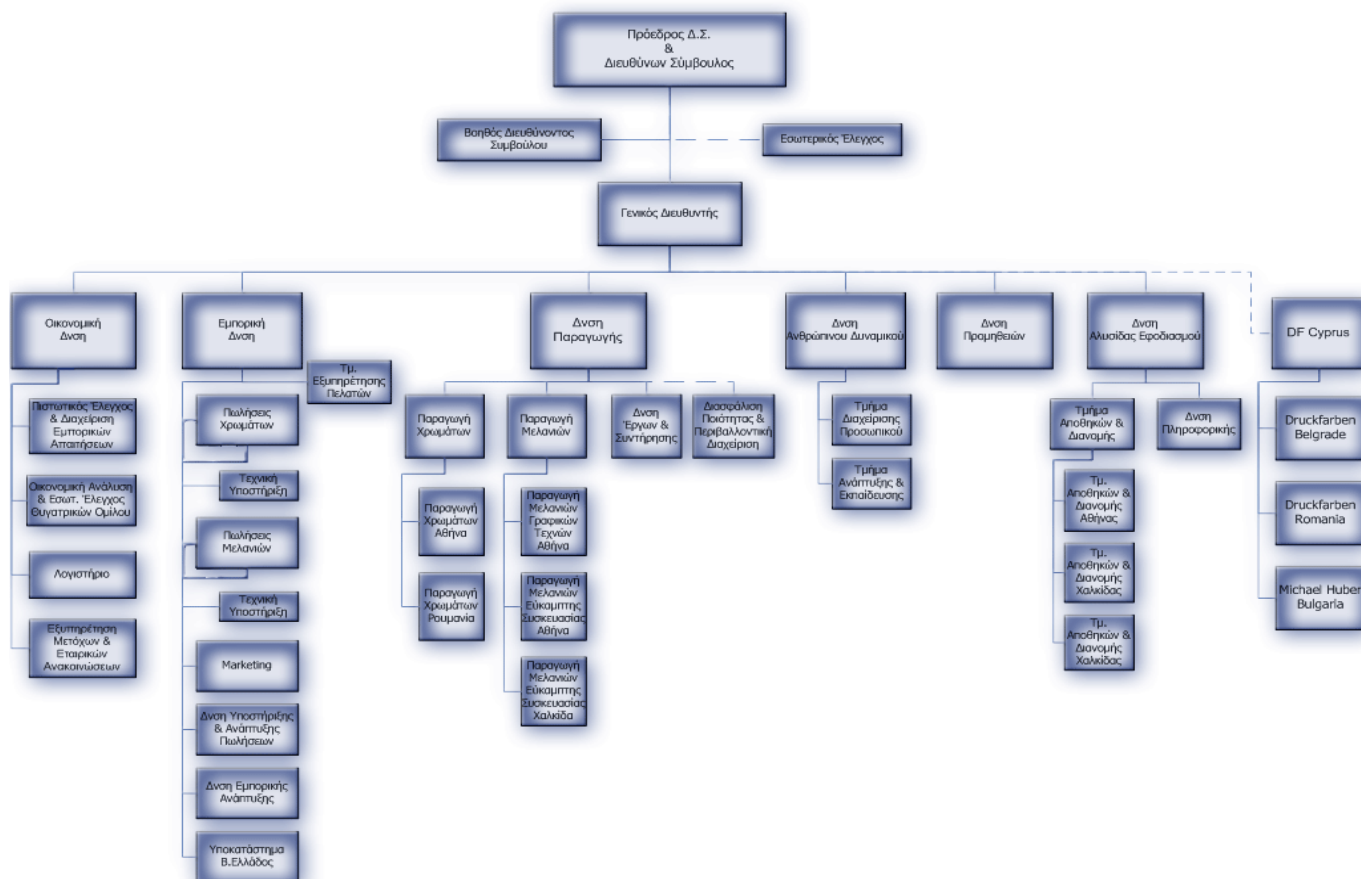 Πρόεδρος Δ.Σ.
&
Διευθύνων Σύμβουλος
Βοηθός Διευθύνοντος
Συμβούλου
Εσωτερικός Έλεγχος
Γενικός Διευθυντής
Οικονομική
Δνση
Πιστωτικός Έλεγχος
& Διαχείριση
Εμπορικών
Απαιτήσεων
Οικονομική Ανάλυση
& Εσωτ. Έλεγχος
Θυγατρικών Ομίλου
Λογιστήριο
Εξυπηρέτηση
Μετόχων &
Εταιρικών
Ανακοινώσεων
Εμπορική
Δνση
Τμ.
Εξυπηρέτησης
Πελατών
Πωλήσεις
Χρωμάτων
Τεχνική
Υποστήριξη
Πωλήσεις
Μελανιών
Τεχνική
Υποστήριξη
Marketing
Δνση Υποστήριξης
& Ανάπτυξης
Πωλήσεων
Δνση Εμπορικής
Ανάπτυξης
Υποκατάστημα
Β.Ελλάδος
Δνση
Παραγωγής
Παραγωγή
Χρωμάτων
Παραγωγή
Χρωμάτων
Αθήνα
Παραγωγή
Χρωμάτων
Ρουμανία
Παραγωγή
Μελανιών
Παραγωγή
Μελανιών
Γραφικών
Τεχνών
Αθήνα
Παραγωγή
Μελανιών
Εύκαμπτης
Συσκευασίας
Αθήνα
Παραγωγή
Μελανιών
Εύκαμπτης
Συσκευασίας
Χαλκίδα
Δνση
Έργων &
Συντήρησης
Διασφάλιση
Ποιότητας &
Περιβαλλοντική
Διαχείριση
Δνση
Ανθρώπινου Δυναμικού
Τμήμα
Διαχείρισης
Προσωπικού
Τμήμα
Ανάπτυξης &
Εκπαίδευσης
Δνση
Προμηθειών
Δνση
Αλυσίδας Εφοδιασμού
Τμήμα
Αποθηκών &
Διανομής
Τμ.
Αποθηκών &
Διανομής
Αθήνας
Τμ.
Αποθηκών &
Διανομής
Χαλκίδας
Τμ.
Αποθηκών &
Διανομής
Χαλκίδας
Δνση
Πληροφορικής
DF Cyprus
Druckfarben
Belgrade
Druckfarben
Romania
Michael Huber
Bulgaria